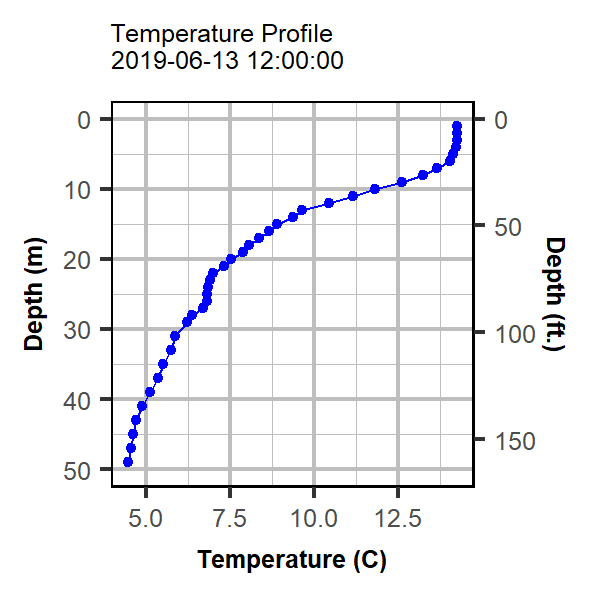 Temperature Profile
2019-06-13 12:00:00
0
10
20
30
40
50
Depth (m)
0
50
100
150
Depth (ft.)
5.0 7.5 10.0 12.5
Temperature (C)